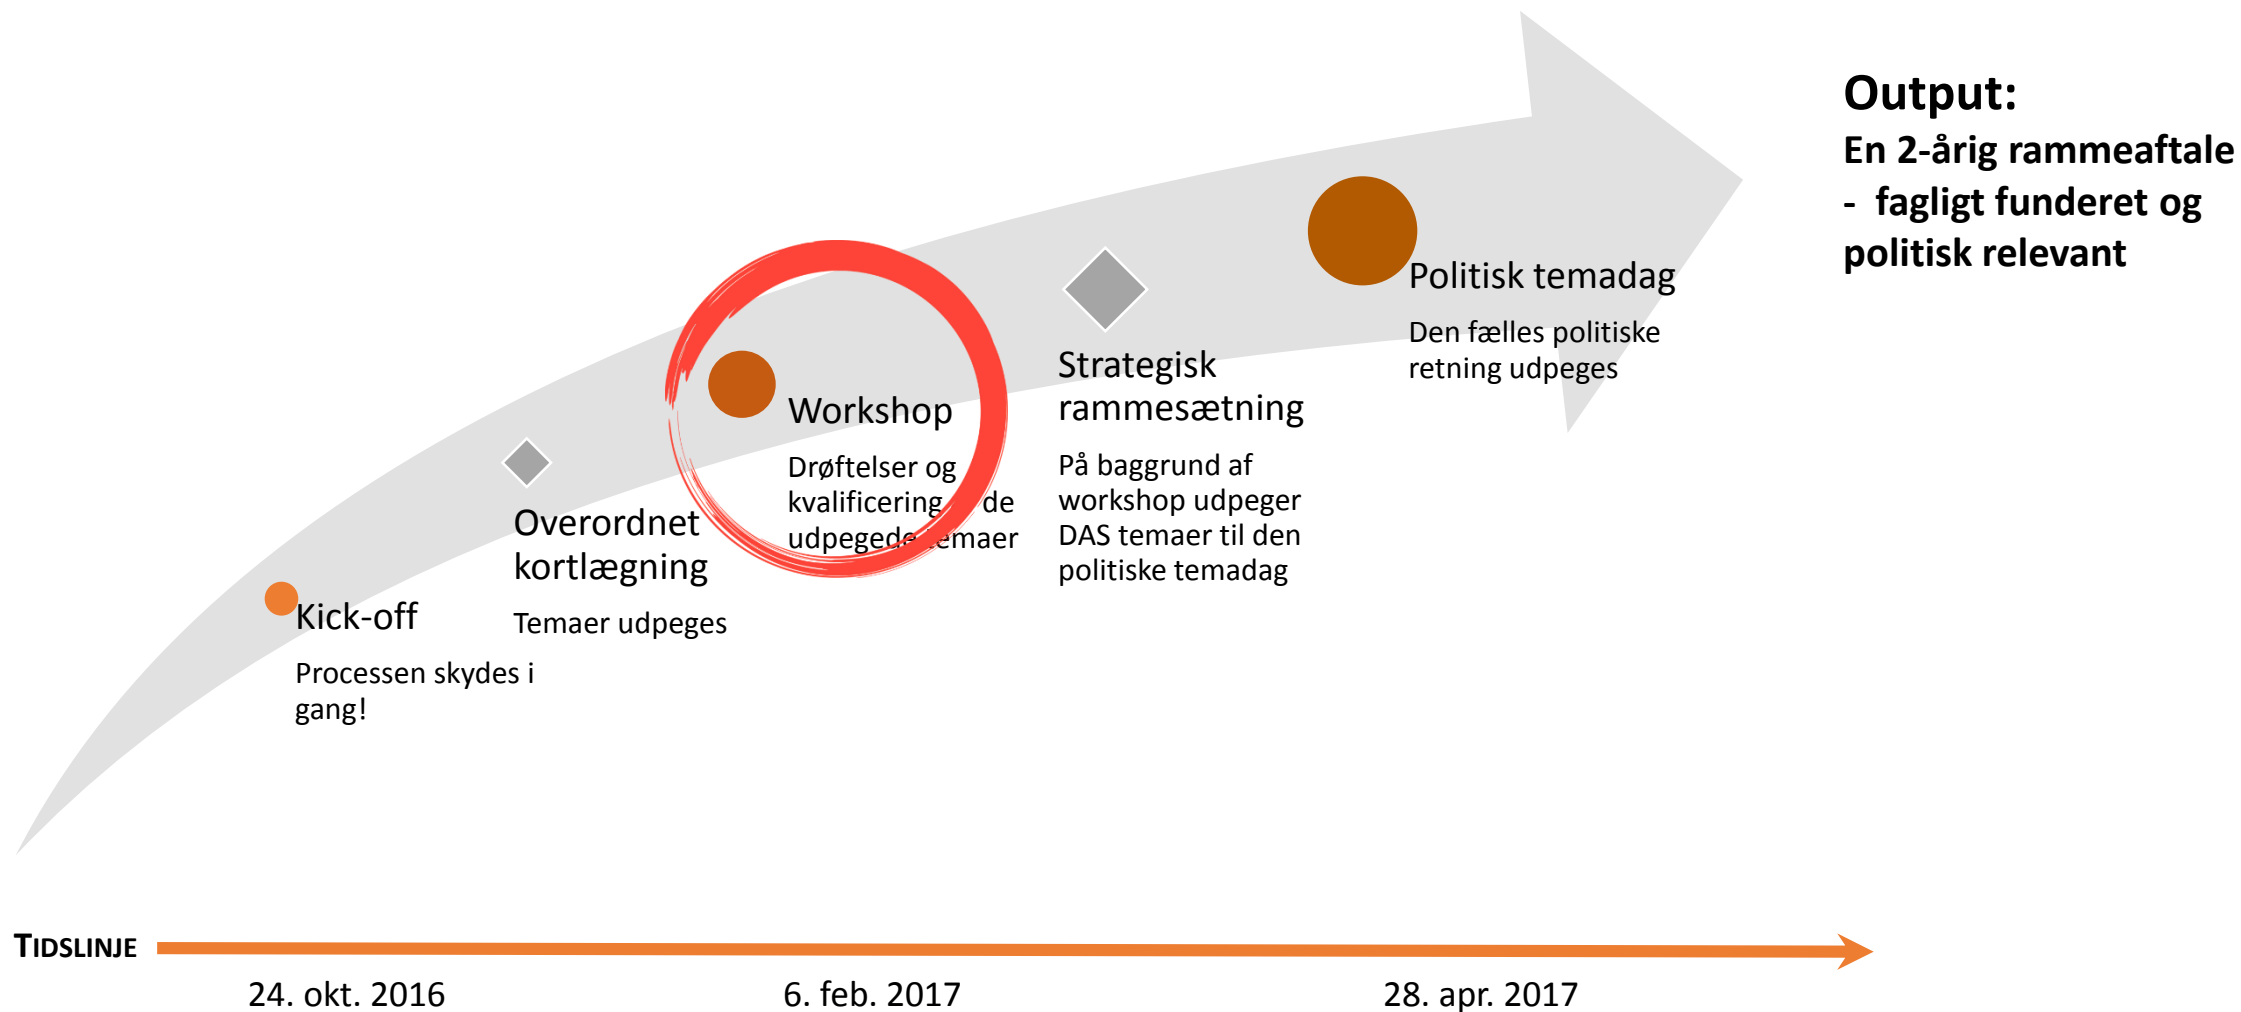 Output:
En 2-årig rammeaftale
- fagligt funderet og
politisk relevant
Politisk temadag
Den fælles politiske
retning udpeges
Strategisk
rammesætning
På baggrund af
workshop udpeger
DAS temaer til den
politiske temadag
Workshop
Drøftelser og
kvalificering de
udpegede temaer
Overordnet
kortlægning
Temaer udpeges
Kick-off
Processen skydes i
gang!
TIDSLINJE
24. okt. 2016
6. feb. 2017
28. apr. 2017